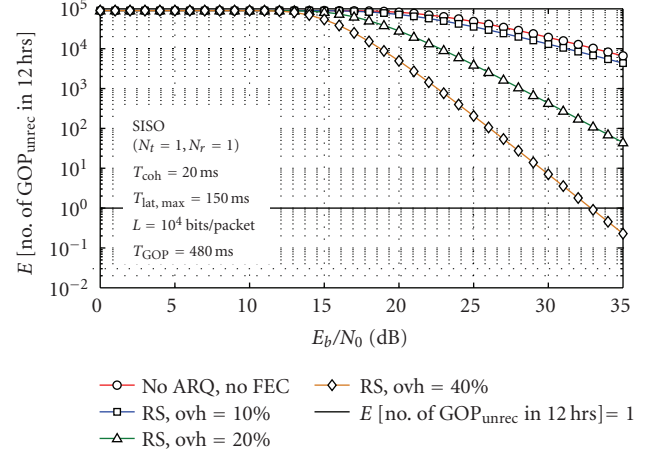 E [no. of GOP_unrec in 12 hrs]
10^5
10^4
10^3
10^2
10^1
10^0
10^−1
10^−2
SISO
(N_t = 1, N_r = 1)
T_coh = 20 ms
T_lat, max = 150 ms
L = 10^4 bits/packet
T_GOP = 480 ms
0 5 10 15 20 25 30 35
E_b/N_0 (dB)
No ARQ, no FEC
RS, ovh = 10%
RS, ovh = 20%
RS, ovh = 40%
E [no. of GOP_unrec in 12 hrs] = 1